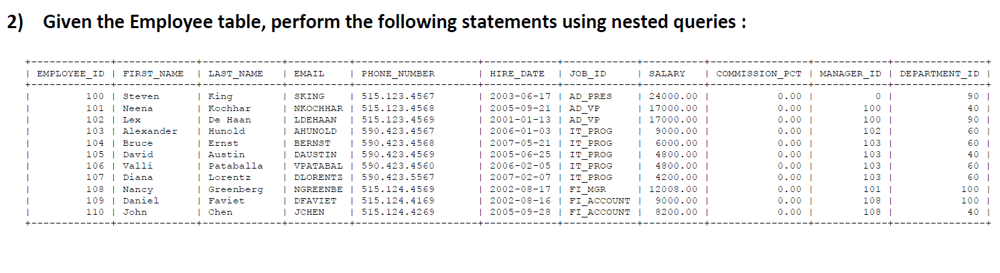 2) Given the Employee table, perform the following statements using nested queries :
+-------------+-------------+-------------+----------+--------------------+------------+------------+----------+----------------+------------+---------------+
| EMPLOYEE_ID | FIRST_NAME | LAST_NAME | EMAIL | PHONE_NUMBER | HIRE_DATE | JOB_ID | SALARY | COMMISSION_PCT | MANAGER_ID | DEPARTMENT_ID |
+-------------+-------------+-------------+----------+--------------------+------------+------------+----------+----------------+------------+---------------+
| 100 | Steven | King | SKING | 515.123.4567 | 2003-06-17 | AD_PRES | 24000.00 | 0.00 | 0 | 90 |
| 101 | Neena | Kochhar | NKOCHHAR | 515.123.4568 | 2005-09-21 | AD_VP | 17000.00 | 0.00 | 100 | 40 |
| 102 | Lex | De Haan | LDEHAAN | 515.123.4569 | 2001-01-13 | AD_VP | 17000.00 | 0.00 | 100 | 90 |
| 103 | Alexander | Hunold | AHUNOLD | 590.423.4567 | 2006-01-03 | IT_PROG | 9000.00 | 0.00 | 102 | 60 |
| 104 | Bruce | Ernst | BERNST | 590.423.4568 | 2007-05-21 | IT_PROG | 6000.00 | 0.00 | 103 | 60 |
| 105 | David | Austin | DAUSTIN | 590.423.4569 | 2005-06-25 | IT_PROG | 4800.00 | 0.00 | 103 | 40 |
| 106 | Valli | Pataballa | VPATABAL | 590.423.4560 | 2006-02-05 | IT_PROG | 4800.00 | 0.00 | 103 | 60 |
| 107 | Diana | Lorentz | DLORENTZ | 590.423.5567 | 2007-02-07 | IT_PROG | 4200.00 | 0.00 | 103 | 60 |
| 108 | Nancy | Greenberg | NGREENBE | 515.124.4569 | 2002-08-17 | FI_MGR | 12008.00 | 0.00 | 101 | 100 |
| 109 | Daniel | Faviet | DFAVIET | 515.124.4169 | 2002-08-16 | FI_ACCOUNT | 9000.00 | 0.00 | 108 | 100 |
| 110 | John | Chen | JCHEN | 515.124.4269 | 2005-09-28 | FI_ACCOUNT | 8200.00 | 0.00 | 108 | 40 |
+-------------+-------------+-------------+----------+--------------------+------------+------------+----------+----------------+------------+---------------+